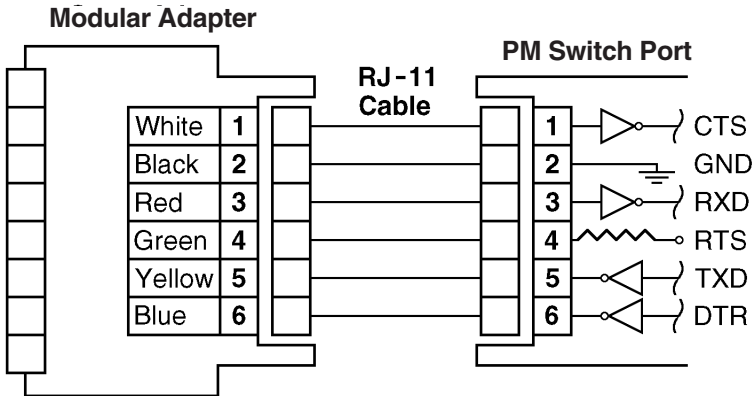 Modular Adapter
PM Switch Port
RJ-11
Cable
White 1 1 CTS
Black 2 2 GND
Red 3 3 RXD
Green 4 4 RTS
Yellow 5 5 TXD
Blue 6 6 DTR